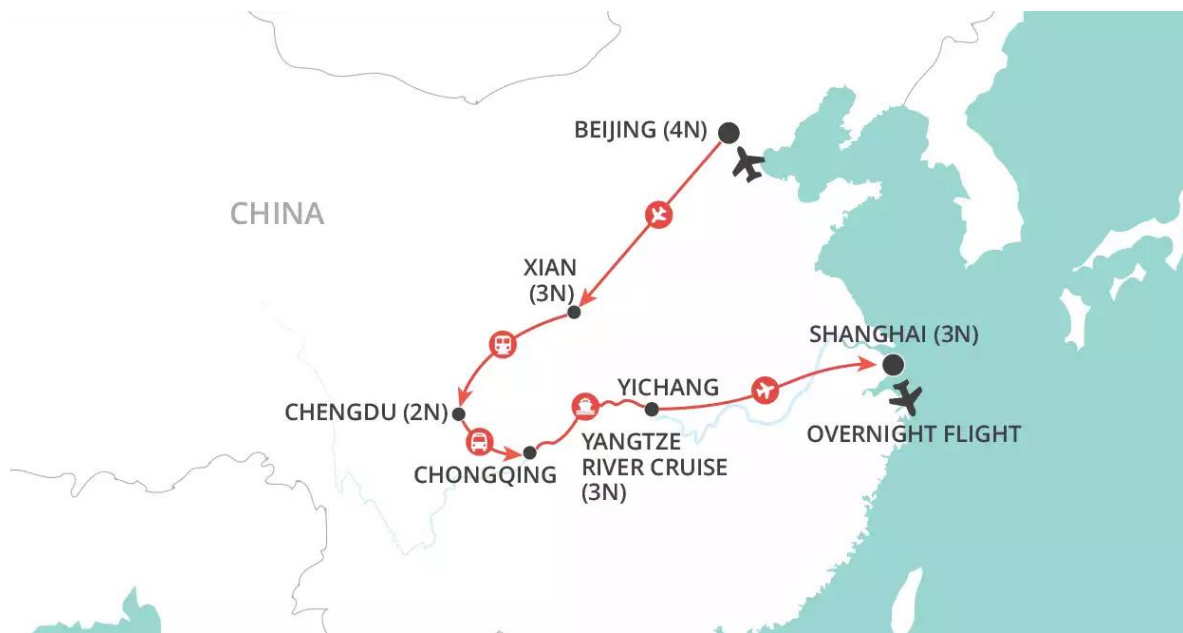 BEIJING (4N)
CHINA
XIAN
(3N)
SHANGHAI (3N)
YICHANG
CHENGDU (2N)
OVERNIGHT FLIGHT
YANGTZE
RIVER CRUISE
(3N)
CHONGQING